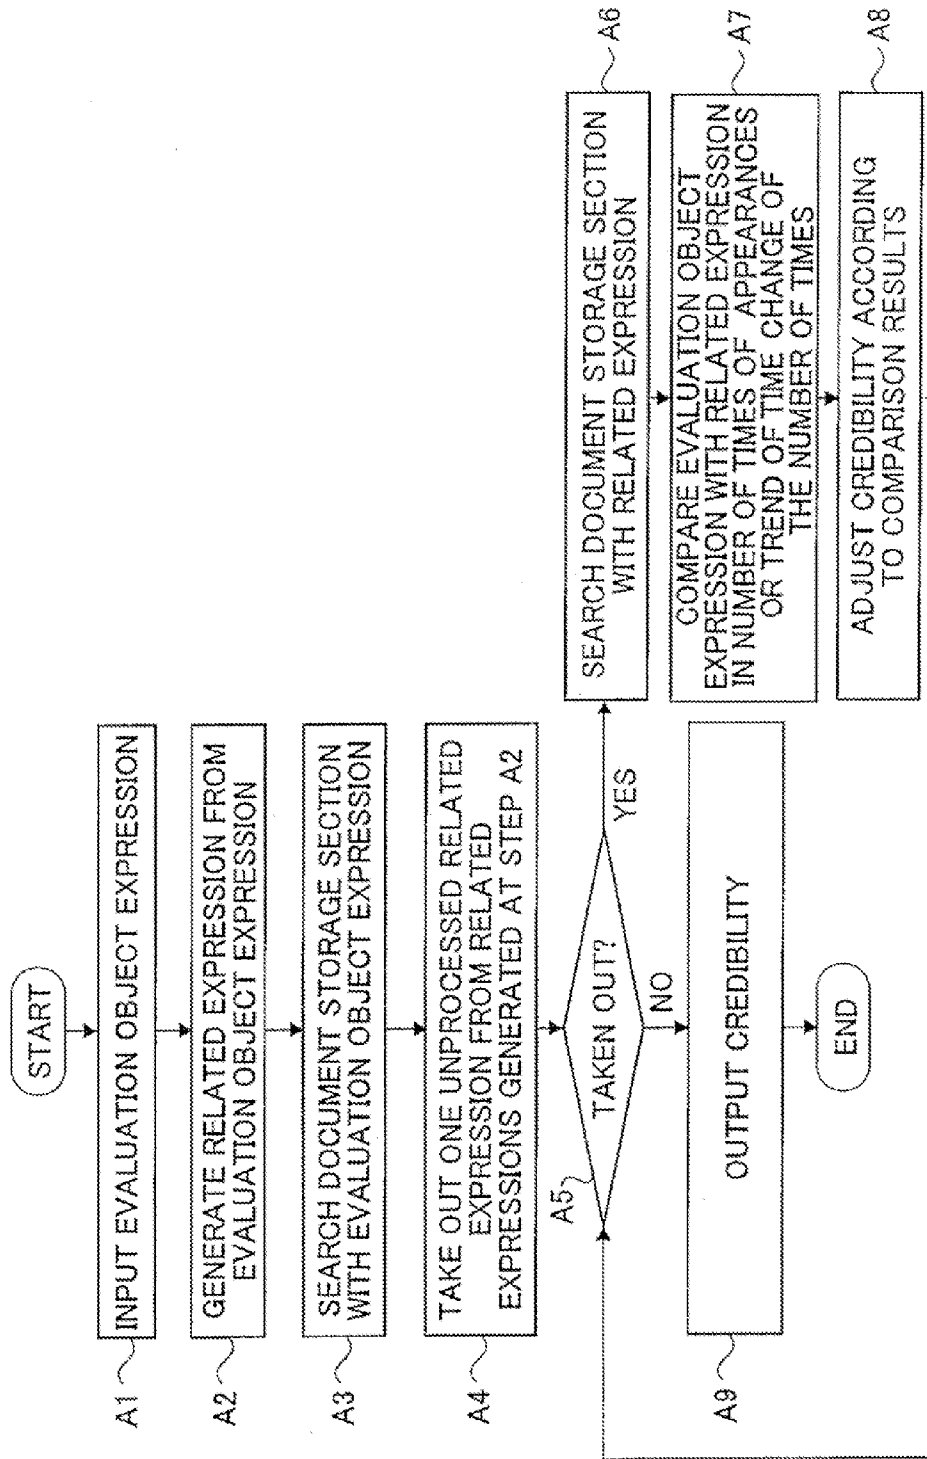 START
A1
INPUT EVALUATION OBJECT EXPRESSION
A2
GENERATE RELATED EXPRESSION FROM
EVALUATION OBJECT EXPRESSION
A3
SEARCH DOCUMENT STORAGE SECTION
WITH EVALUATION OBJECT EXPRESSION
A4
TAKE OUT ONE UNPROCESSED RELATED
EXPRESSION FROM RELATED
EXPRESSIONS GENERATED AT STEP A2
A5
TAKEN OUT?
YES
NO
A6
SEARCH DOCUMENT STORAGE SECTION
WITH RELATED EXPRESSION
A7
COMPARE EVALUATION OBJECT
EXPRESSION WITH RELATED EXPRESSION
IN NUMBER OF TIMES OF APPEARANCES
OR TREND OF TIME CHANGE OF
THE NUMBER OF TIMES
A8
ADJUST CREDIBILITY ACCORDING
TO COMPARISON RESULTS
A9
OUTPUT CREDIBILITY
END